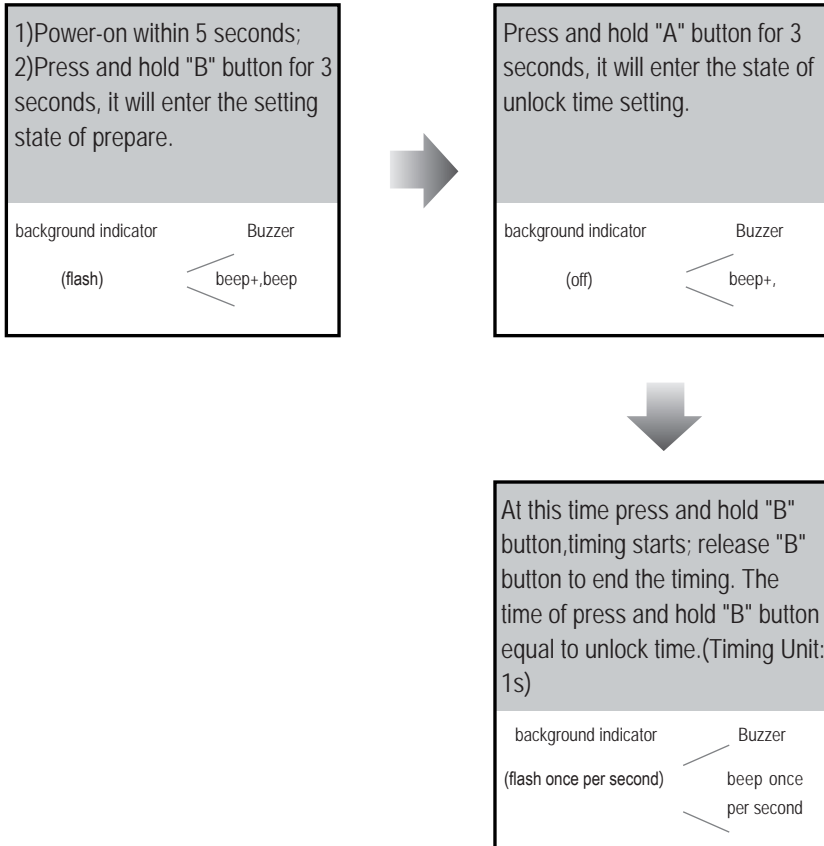 1)Power-on within 5 seconds;
2)Press and hold "B" button for 3
seconds, it will enter the setting
state of prepare.
background indicator Buzzer
(flash) beep+,beep
Press and hold "A" button for 3
seconds, it will enter the state of
unlock time setting.
background indicator Buzzer
(off) beep+,
At this time press and hold "B"
button,timing starts; release "B"
button to end the timing. The
time of press and hold "B" button
equal to unlock time.(Timing Unit:
1s)
background indicator Buzzer
(flash once per second) beep once
per second